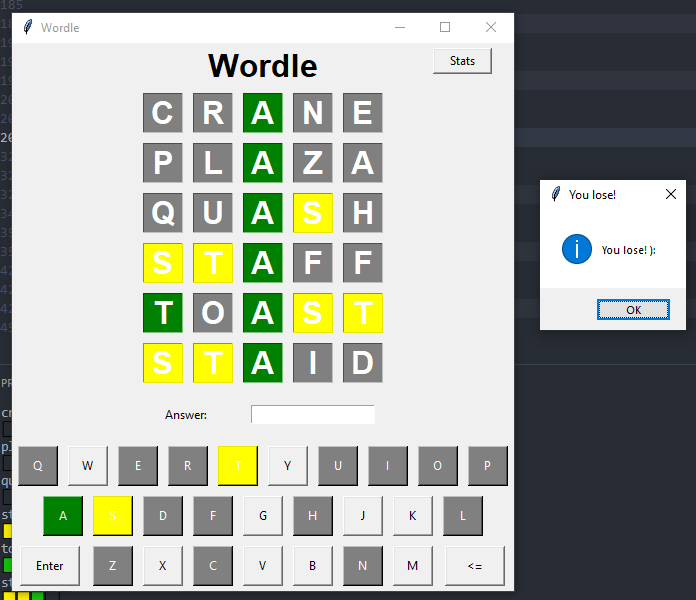 Wordle
Wordle
Stats
C R A N E
P L A Z A
Q U A S H
S T A F F
T O A S T
S T A I D
Answer:
Q W E R T Y U I O P
A S D F G H J K L
Enter Z X C V B N M <=
You lose!
You lose! ):
OK